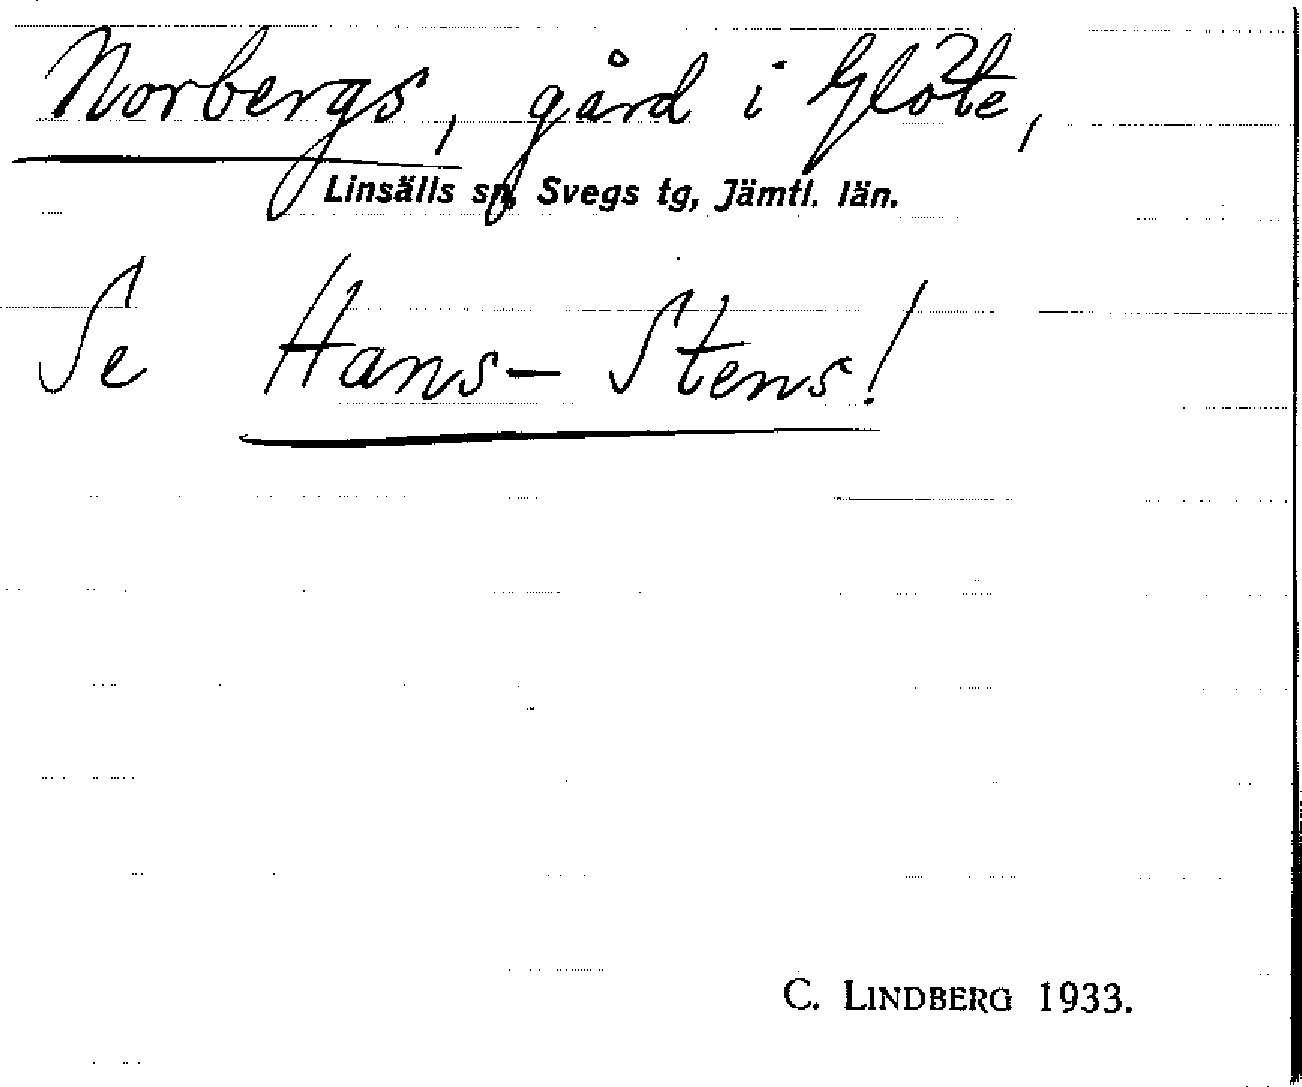 Norbergs, gård i Glöte,
Linsälls sn, Svegs tg, Jämtl. län.
Se Hans-Stens!
C. LINDBERG 1933.